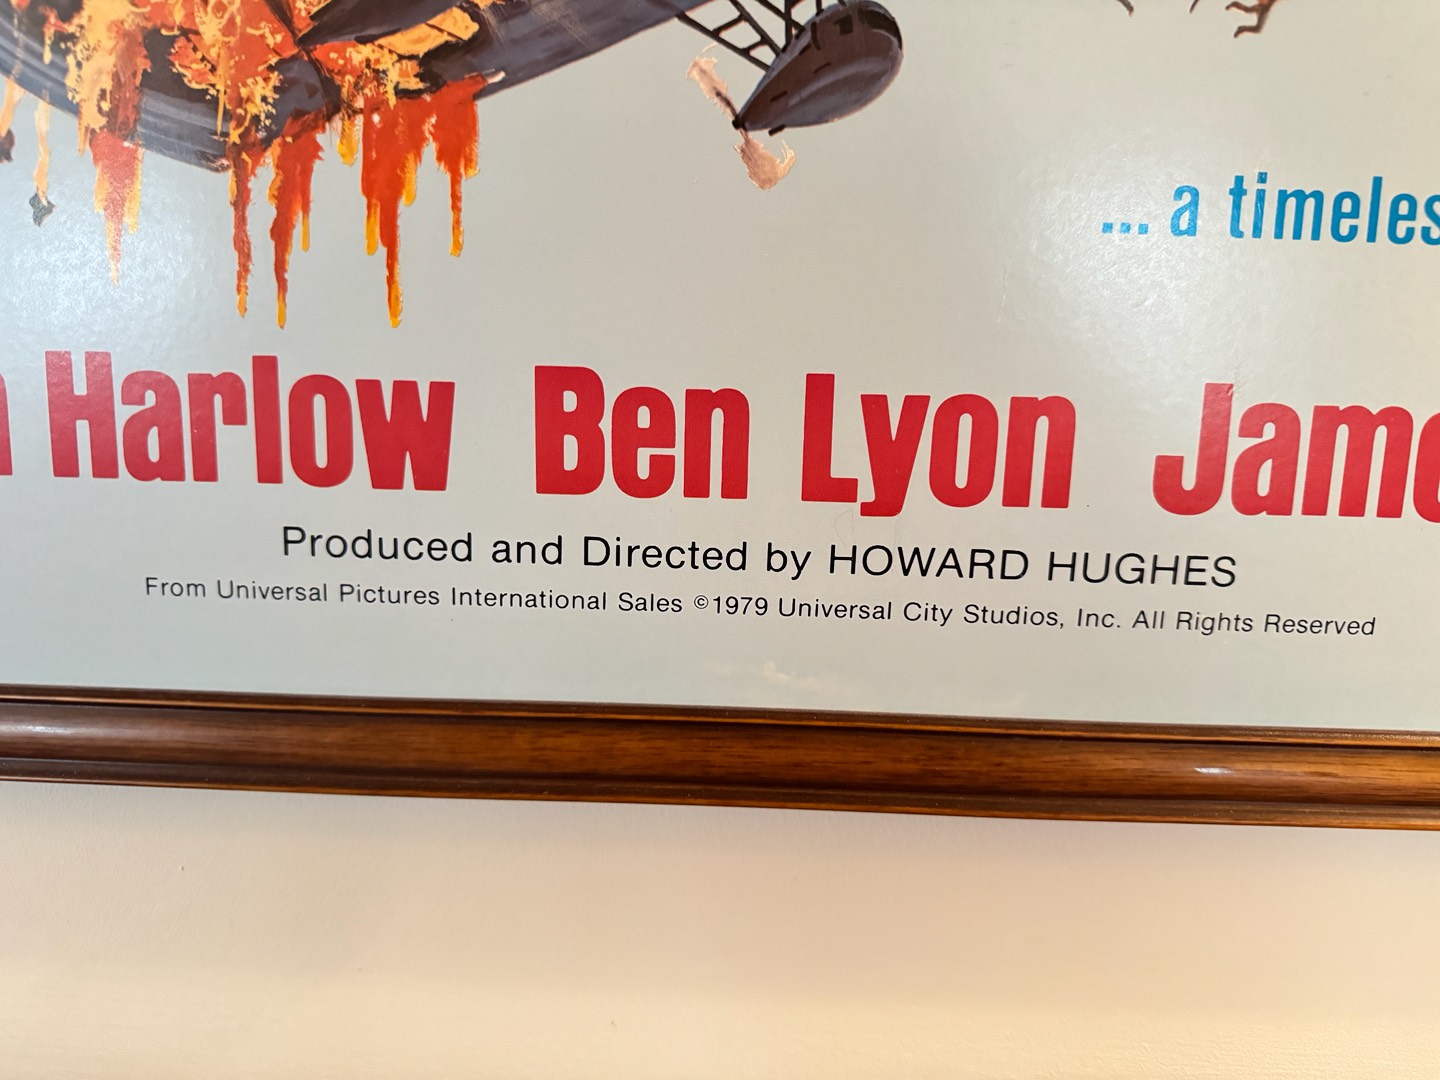 ... a timeles
Harlow Ben Lyon Jame
Produced and Directed by HOWARD HUGHES
From Universal Pictures International Sales ©1979 Universal City Studios, Inc. All Rights Reserved